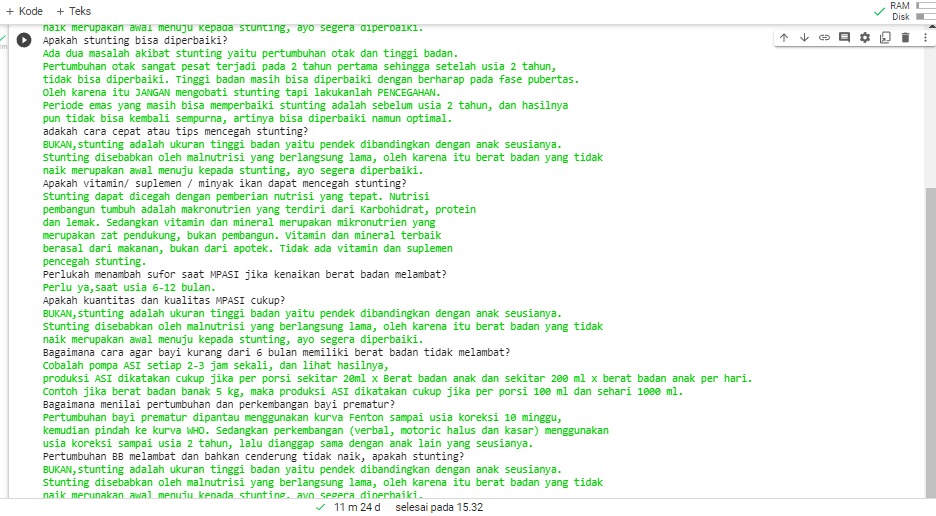 + Kode + Teks
RAM
Disk
naik merupakan awal menuju kepada stunting, ayo segera diperbaiki.
Apakah stunting bisa diperbaiki?
Ada dua masalah akibat stunting yaitu pertumbuhan otak dan tinggi badan.
Pertumbuhan otak sangat pesat terjadi pada 2 tahun pertama sehingga setelah usia 2 tahun,
tidak bisa diperbaiki. Tinggi badan masih bisa diperbaiki dengan berharap pada fase pubertas.
Oleh karena itu JANGAN mengobati stunting tapi lakukanlah PENCEGAHAN.
Periode emas yang masih bisa memperbaiki stunting adalah sebelum usia 2 tahun, dan hasilnya
pun tidak bisa kembali sempurna, artinya bisa diperbaiki namun optimal.
adakah cara cepat atau tips mencegah stunting?
BUKAN,stunting adalah ukuran tinggi badan yaitu pendek dibandingkan dengan anak seusianya.
Stunting disebabkan oleh malnutrisi yang berlangsung lama, oleh karena itu berat badan yang tidak
naik merupakan awal menuju kepada stunting, ayo segera diperbaiki.
Apakah vitamin/ suplemen / minyak ikan dapat mencegah stunting?
Stunting dapat dicegah dengan pemberian nutrisi yang tepat. Nutrisi
pembangun tumbuh adalah makronutrien yang terdiri dari Karbohidrat, protein
dan lemak. Sedangkan vitamin dan mineral merupakan mikronutrien yang
merupakan zat pendukung, bukan pembangun. Vitamin dan mineral terbaik
berasal dari makanan, bukan dari apotek. Tidak ada vitamin dan suplemen
pencegah stunting.
Perlukah menambah sufor saat MPASI jika kenaikan berat badan melambat?
Perlu ya,saat usia 6-12 bulan.
Apakah kuantitas dan kualitas MPASI cukup?
BUKAN,stunting adalah ukuran tinggi badan yaitu pendek dibandingkan dengan anak seusianya.
Stunting disebabkan oleh malnutrisi yang berlangsung lama, oleh karena itu berat badan yang tidak
naik merupakan awal menuju kepada stunting, ayo segera diperbaiki.
Bagaimana cara agar bayi kurang dari 6 bulan memiliki berat badan tidak melambat?
Cobalah pompa ASI setiap 2-3 jam sekali, dan lihat hasilnya,
produksi ASI dikatakan cukup jika per porsi sekitar 20ml x Berat badan anak dan sekitar 200 ml x berat badan anak per hari.
Contoh jika berat badan banak 5 kg, maka produksi ASI dikatakan cukup jika per porsi 100 ml dan sehari 1000 ml.
Bagaimana menilai pertumbuhan dan perkembangan bayi prematur?
Pertumbuhan bayi prematur dipantau menggunakan kurva Fenton sampai usia koreksi 10 minggu,
kemudian pindah ke kurva WHO. Sedangkan perkembangan (verbal, motoric halus dan kasar) menggunakan
usia koreksi sampai usia 2 tahun, lalu dianggap sama dengan anak lain yang seusianya.
Pertumbuhan BB melambat dan bahkan cenderung tidak naik, apakah stunting?
BUKAN,stunting adalah ukuran tinggi badan yaitu pendek dibandingkan dengan anak seusianya.
Stunting disebabkan oleh malnutrisi yang berlangsung lama, oleh karena itu berat badan yang tidak
naik merupakan awal menuju kepada stunting, ayo segera diperbaiki.
11 m 24 d selesai pada 15.32